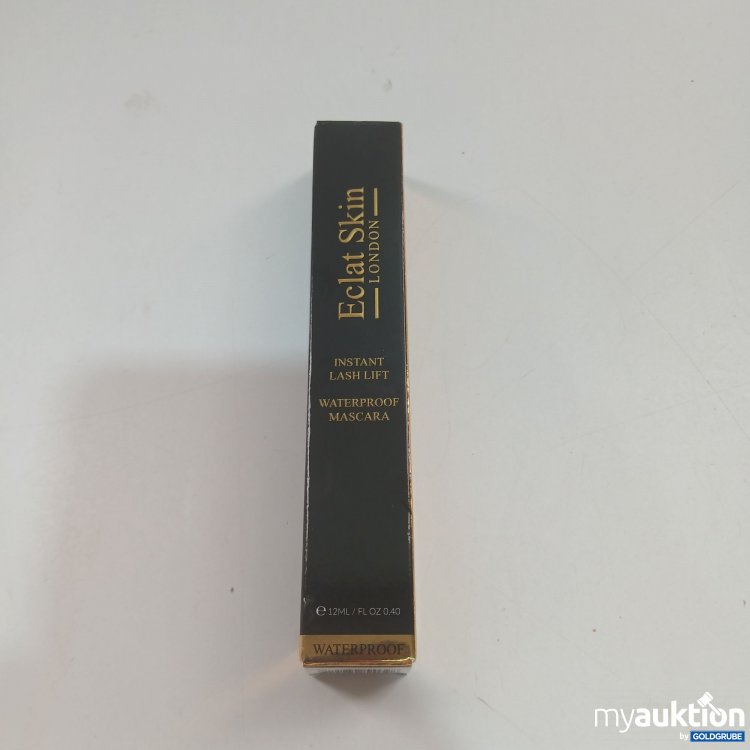 Eclat Skin
LONDON
INSTANT
LASH LIFT
WATERPROOF
MASCARA
℮ 12ML / FL OZ 0,40
WATERPROOF
myauktion
by GOLDGRUBE